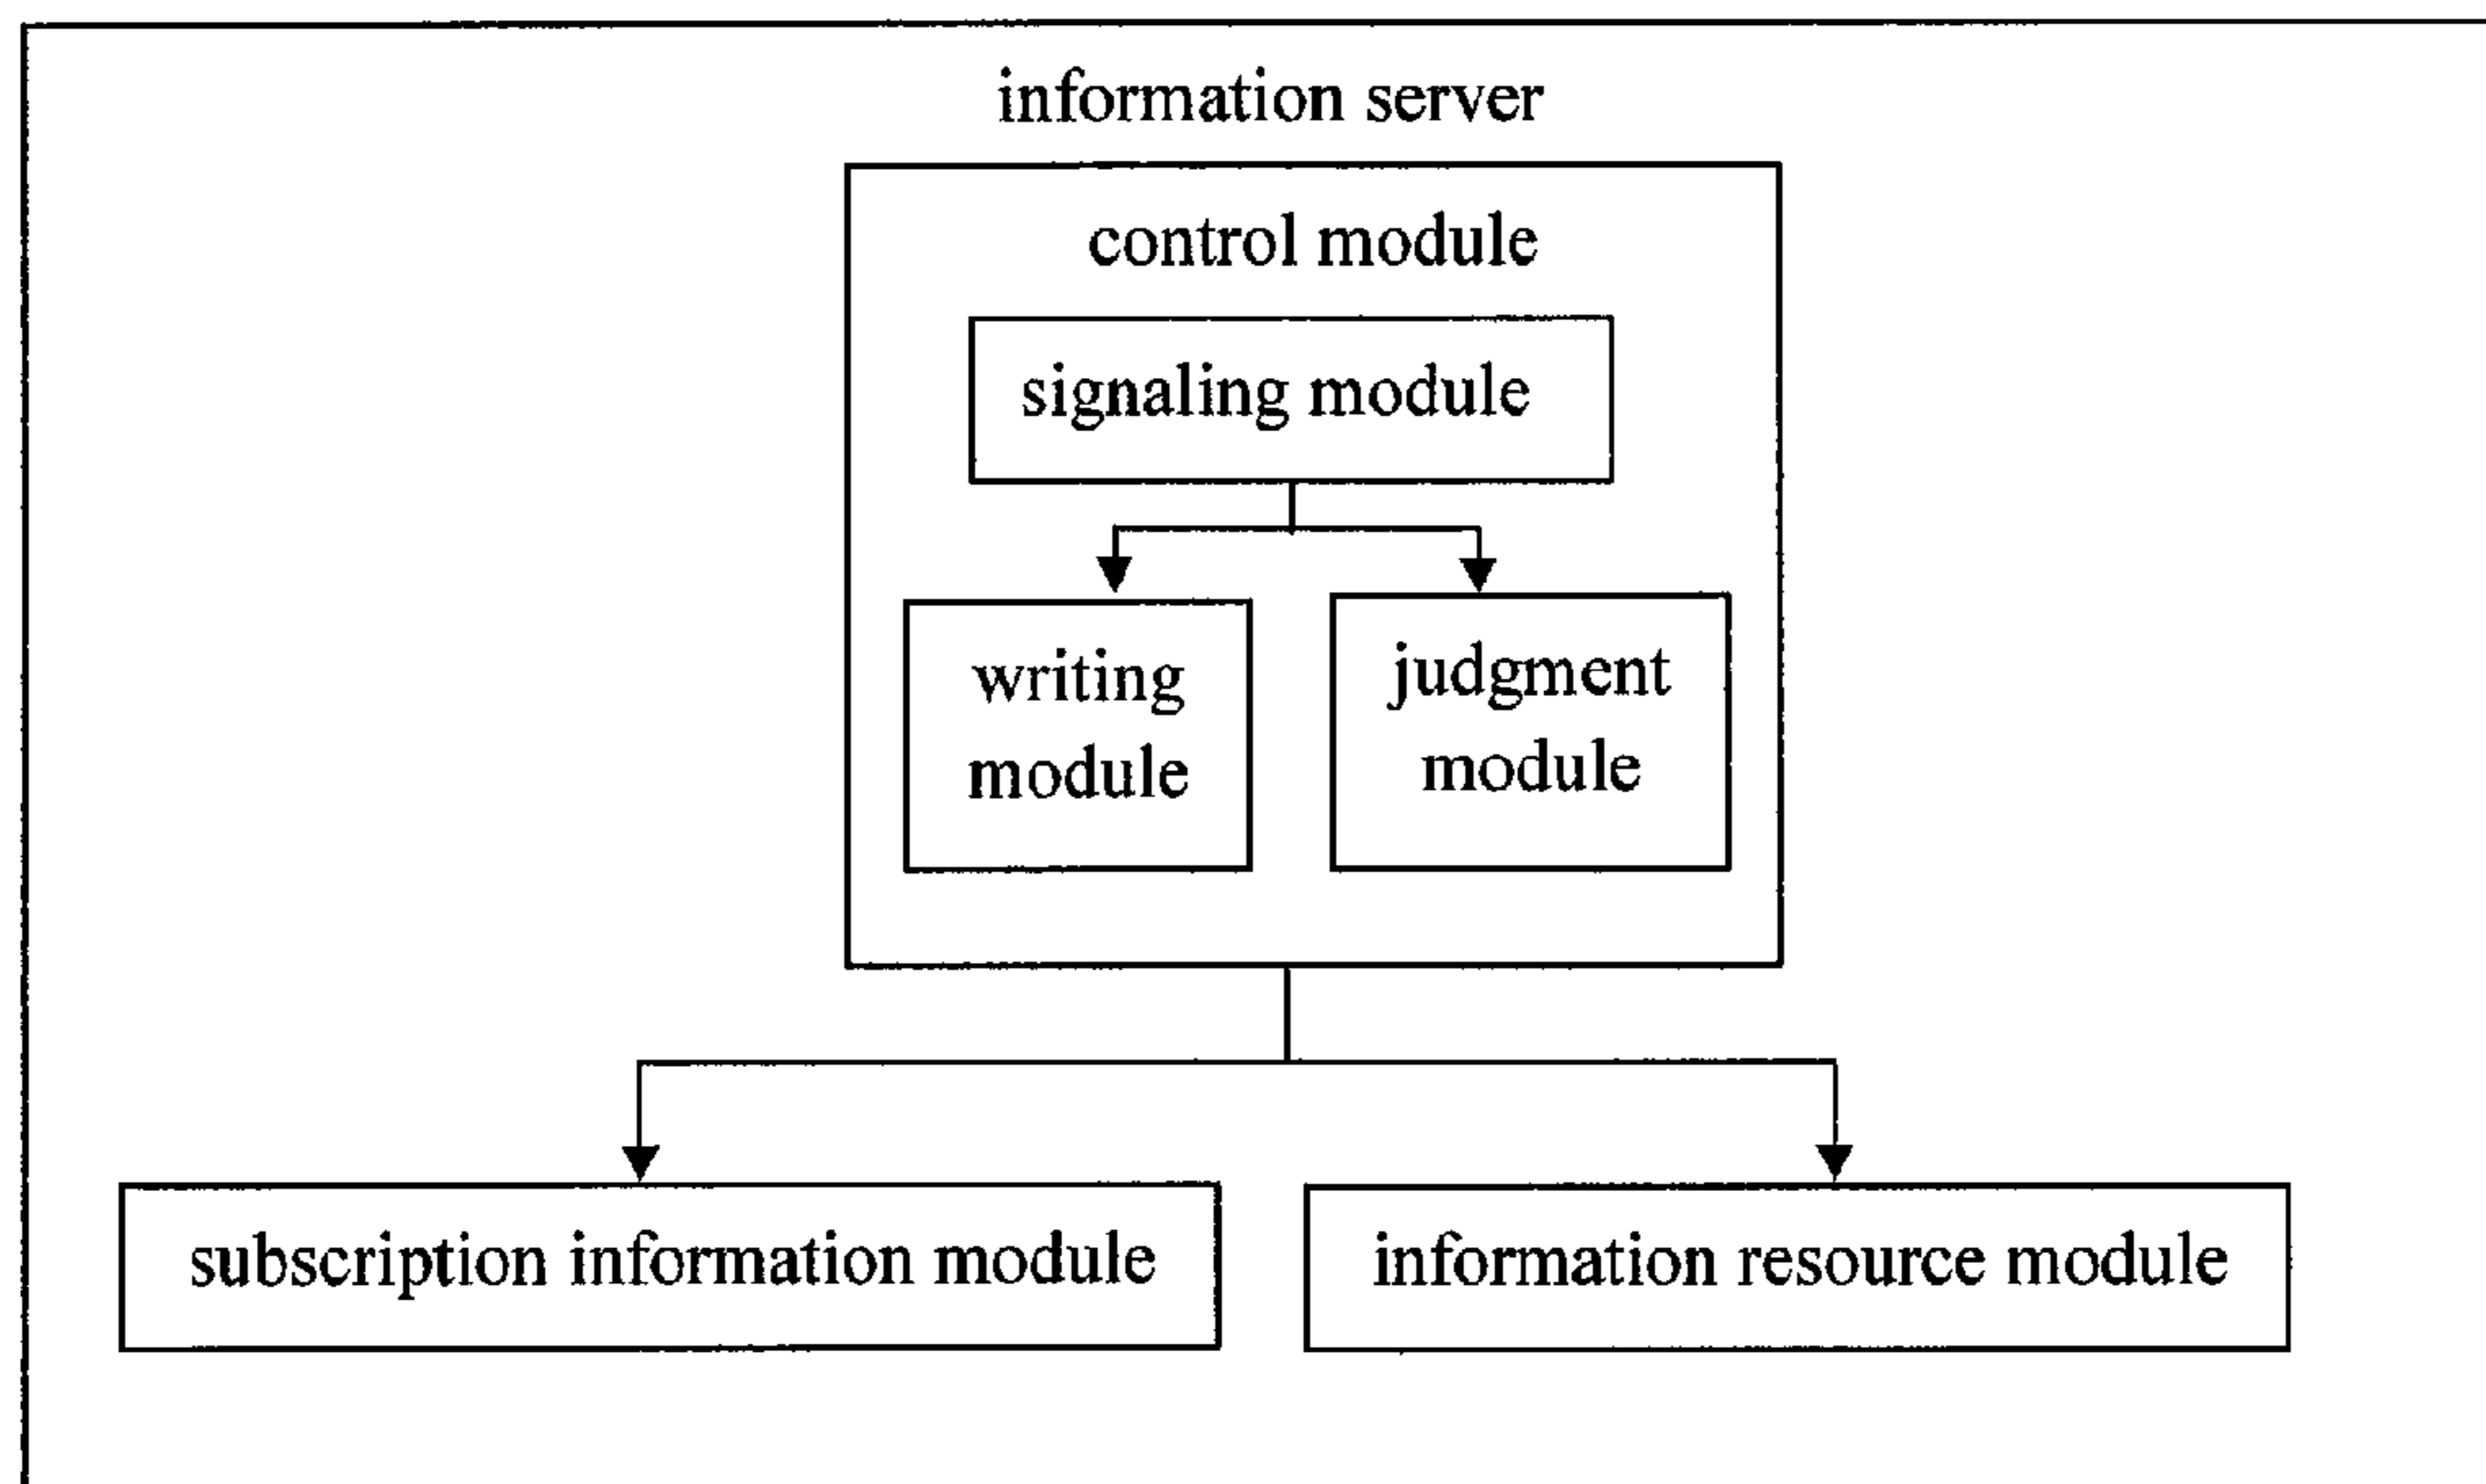 information server
control module
signaling module
writing
module
judgment
module
subscription information module
information resource module